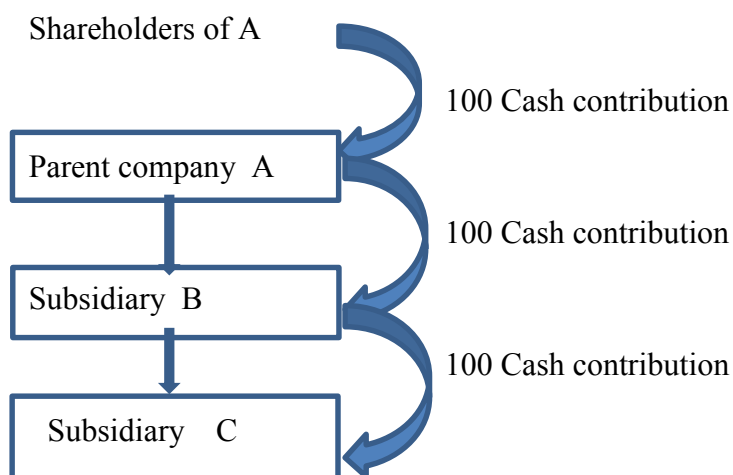 Shareholders of A
100 Cash contribution
Parent company A
100 Cash contribution
Subsidiary B
100 Cash contribution
Subsidiary C